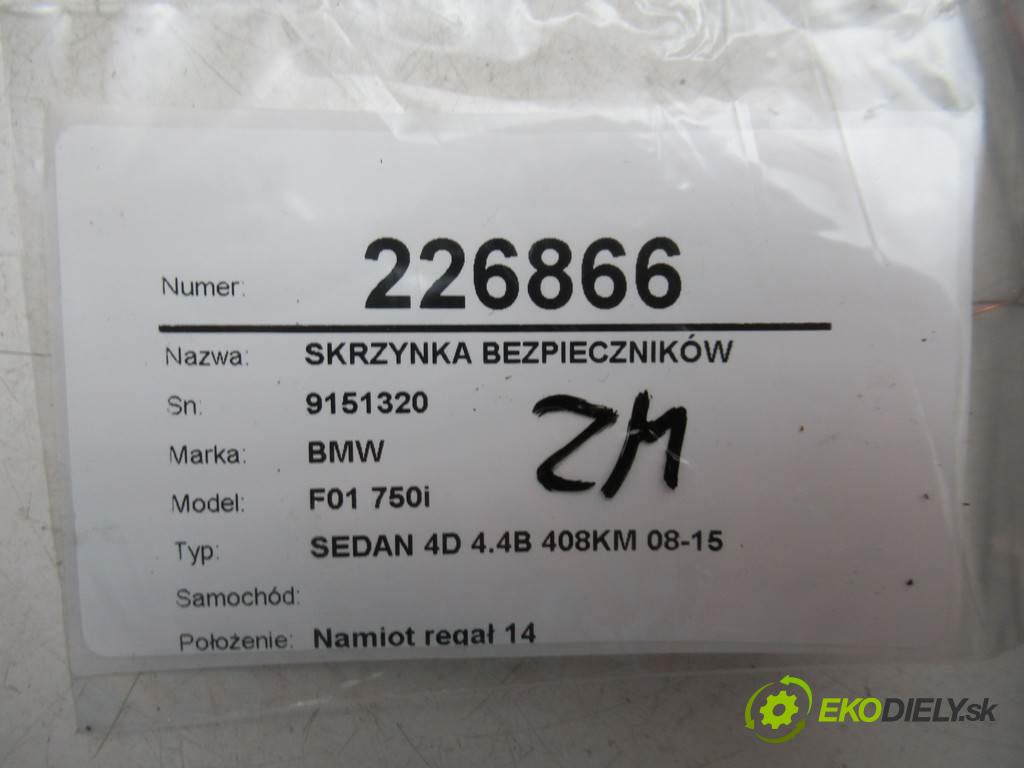 Numer: 226866
Nazwa: SKRZYNKA BEZPIECZNIKÓW
Sn: 9151320
ZM
Marka: BMW
Model: F01 750i
Typ: SEDAN 4D 4.4B 408KM 08-15
Samochód:
Położenie: Namiot regał 14
EKODIELY.sk